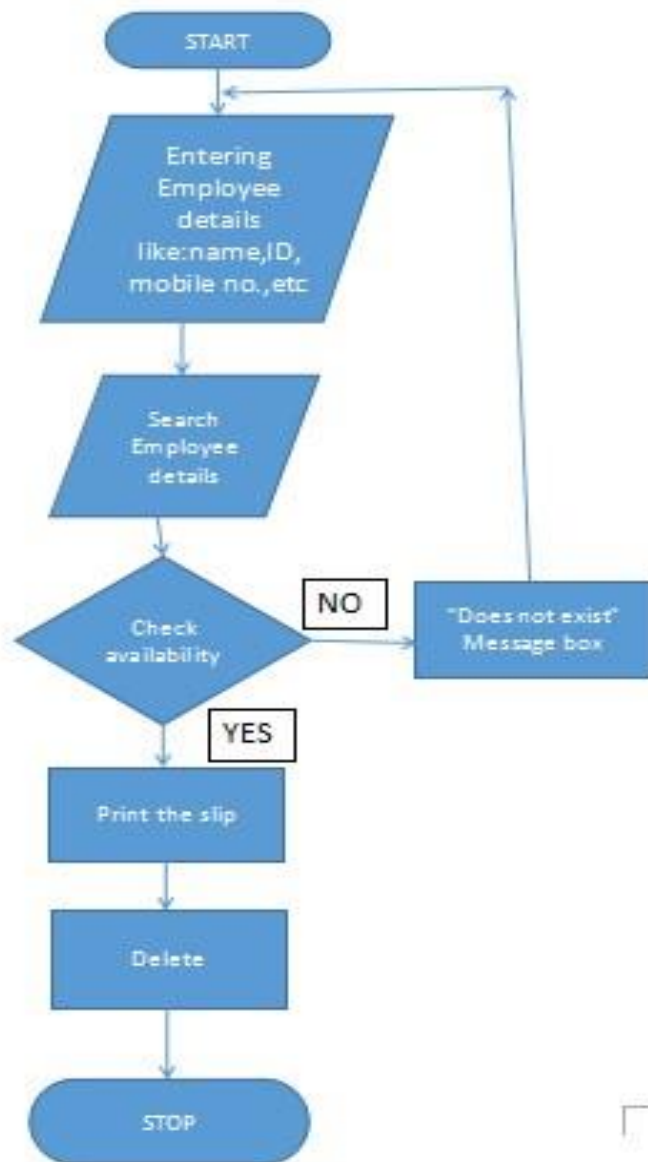 START
Entering
Employee
details
like:name,ID,
mobile no.,etc
Search
Employee
details
Check
availability
NO
"Does not exist"
Message box
YES
Print the slip
Delete
STOP